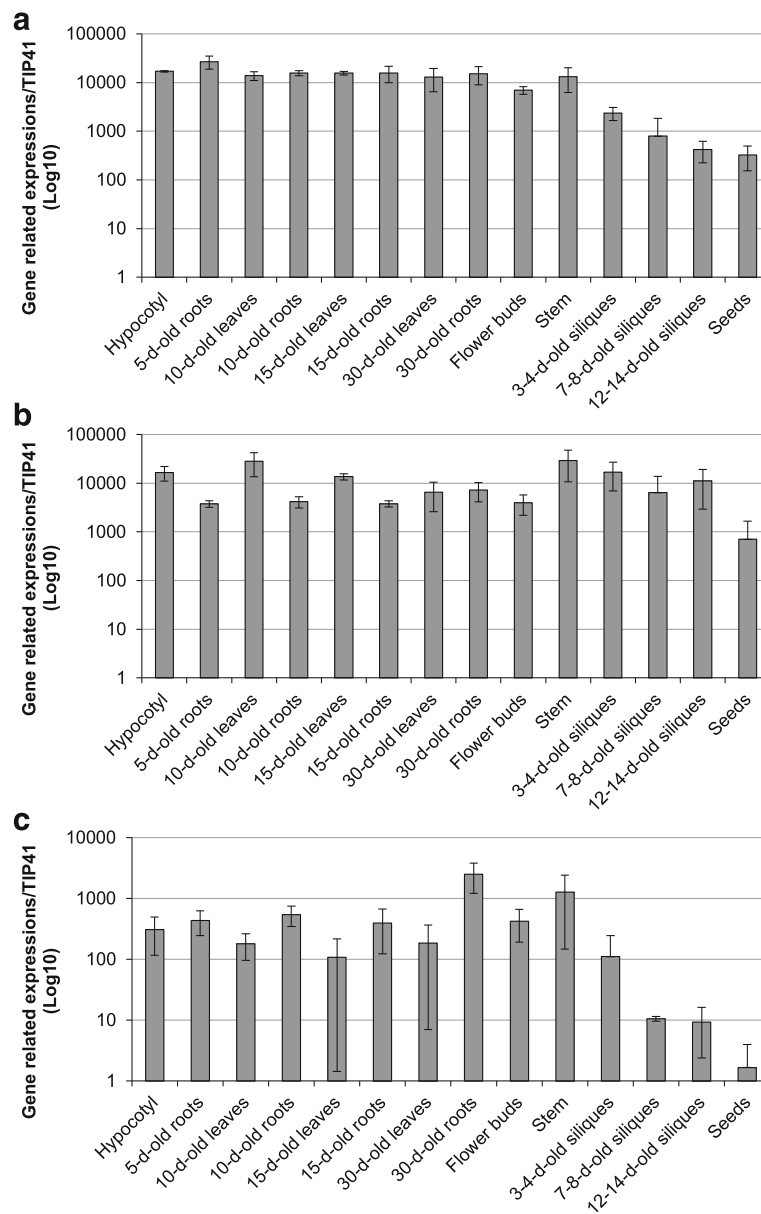 a
Gene related expressions/TIP41
(Log10)
100000
10000
1000
100
10
1
Hypocotyl
5-d-old roots
10-d-old leaves
10-d-old roots
15-d-old leaves
15-d-old roots
30-d-old leaves
30-d-old roots
Flower buds
Stem
3-4-d-old siliques
7-8-d-old siliques
12-14-d-old siliques
Seeds
b
Gene related expressions/TIP41
(Log10)
100000
10000
1000
100
10
1
Hypocotyl
5-d-old roots
10-d-old leaves
10-d-old roots
15-d-old leaves
15-d-old roots
30-d-old leaves
30-d-old roots
Flower buds
Stem
3-4-d-old siliques
7-8-d-old siliques
12-14-d-old siliques
Seeds
c
Gene related expressions/TIP41
(Log10)
10000
1000
100
10
1
Hypocotyl
5-d-old roots
10-d-old leaves
10-d-old roots
15-d-old leaves
15-d-old roots
30-d-old leaves
30-d-old roots
Flower buds
Stem
3-4-d-old siliques
7-8-d-old siliques
12-14-d-old siliques
Seeds